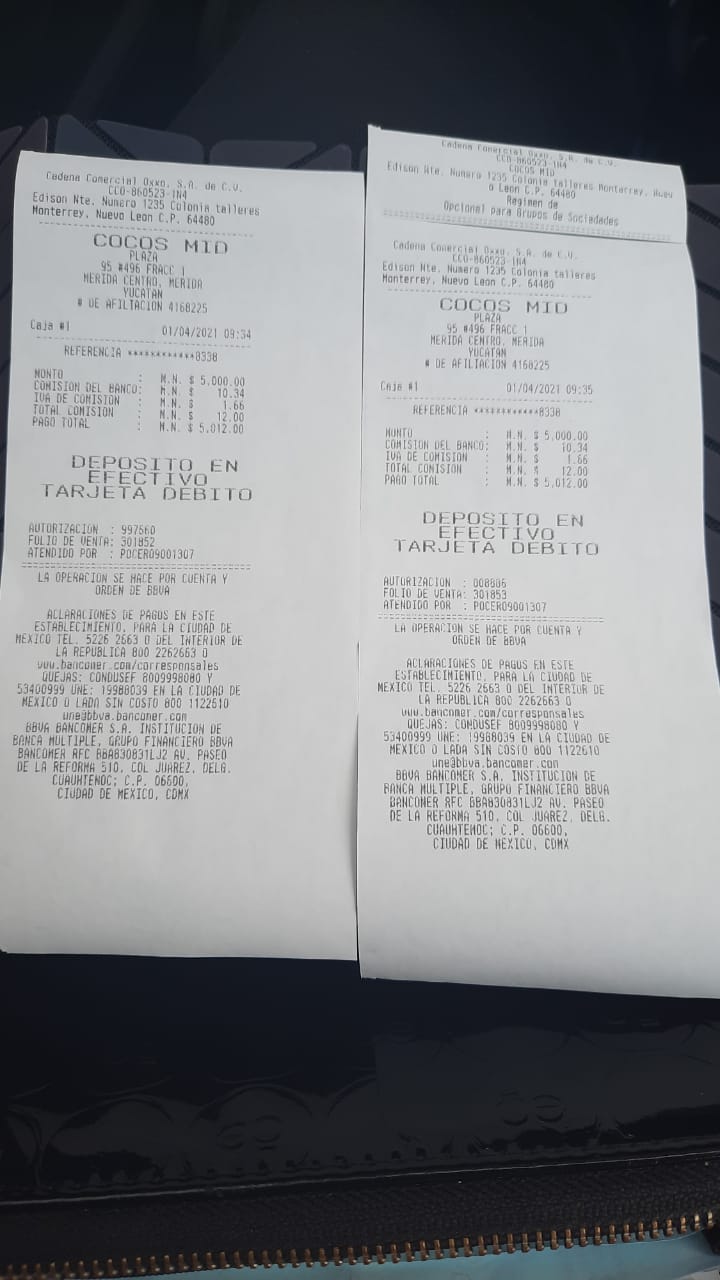 Cadena Comercial Oxxo, S.A. de C.V.
CCO-860523-1N4
Edison Nte. Numero 1235 Colonia talleres
Monterrey, Nuevo Leon C.P. 64480
COCOS MID
PLAZA
95 #496 FRACC 1
MERIDA CENTRO, MERIDA
YUCATAN
# DE AFILIACION 4168225
Caja #1 01/04/2021 09:34
REFERENCIA ************8338
MONTO : M.N. $ 5,000.00
COMISION DEL BANCO: M.N. $ 10.34
IVA DE COMISION : M.N. $ 1.66
TOTAL COMISION : M.N. $ 12.00
PAGO TOTAL : M.N. $ 5,012.00
DEPOSITO EN
EFECTIVO
TARJETA DEBITO
AUTORIZACION : 997560
FOLIO DE VENTA: 301852
ATENDIDO POR : POCERO9001307
LA OPERACION SE HACE POR CUENTA Y
ORDEN DE BBVA
ACLARACIONES DE PAGOS EN ESTE
ESTABLECIMIENTO, PARA LA CIUDAD DE
MEXICO TEL. 5226 2663 O DEL INTERIOR DE
LA REPUBLICA 800 2262663 O
www.bancomer.com/corresponsales
QUEJAS: CONDUSEF 8009998080 Y
53400999 UNE: 19988039 EN LA CIUDAD DE
MEXICO O LADA SIN COSTO 800 1122610
une@bbva.bancomer.com
BBVA BANCOMER S.A. INSTITUCION DE
BANCA MULTIPLE, GRUPO FINANCIERO BBVA
BANCOMER RFC BBA830831LJ2 AV. PASEO
DE LA REFORMA 510, COL JUAREZ, DELG.
CUAUHTEMOC; C.P. 06600,
CIUDAD DE MEXICO, CDMX
Cadena Comercial Oxxo, S.A. de C.V.
CCO-860523-1N4
COCOS MID
Edison Nte. Numero 1235 Colonia talleres Monterrey, Nuev
o Leon C.P. 64480
Regimen de
Opcional para Grupos de Sociedades
Cadena Comercial Oxxo, S.A. de C.V.
CCO-860523-1N4
Edison Nte. Numero 1235 Colonia talleres
Monterrey, Nuevo Leon C.P. 64480
COCOS MID
PLAZA
95 #496 FRACC 1
MERIDA CENTRO, MERIDA
YUCATAN
# DE AFILIACION 4168225
Caja #1 01/04/2021 09:35
REFERENCIA ************8338
MONTO : M.N. $ 5,000.00
COMISION DEL BANCO: M.N. $ 10.34
IVA DE COMISION : M.N. $ 1.66
TOTAL COMISION : M.N. $ 12.00
PAGO TOTAL : M.N. $ 5,012.00
DEPOSITO EN
EFECTIVO
TARJETA DEBITO
AUTORIZACION : 008886
FOLIO DE VENTA: 301853
ATENDIDO POR : POCERO9001307
LA OPERACION SE HACE POR CUENTA Y
ORDEN DE BBVA
ACLARACIONES DE PAGOS EN ESTE
ESTABLECIMIENTO, PARA LA CIUDAD DE
MEXICO TEL. 5226 2663 O DEL INTERIOR DE
LA REPUBLICA 800 2262663 O
www.bancomer.com/corresponsales
QUEJAS: CONDUSEF 8009998080 Y
53400999 UNE: 19988039 EN LA CIUDAD DE
MEXICO O LADA SIN COSTO 800 1122610
une@bbva.bancomer.com
BBVA BANCOMER S.A. INSTITUCION DE
BANCA MULTIPLE, GRUPO FINANCIERO BBVA
BANCOMER RFC BBA830831LJ2 AV. PASEO
DE LA REFORMA 510, COL JUAREZ, DELG.
CUAUHTEMOC; C.P. 06600,
CIUDAD DE MEXICO, CDMX